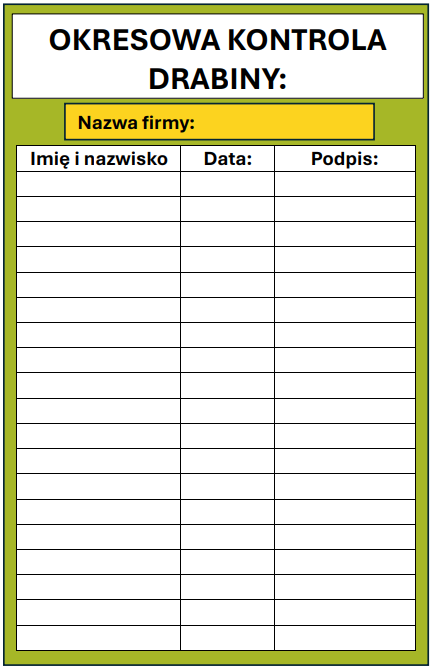 OKRESOWA KONTROLA
DRABINY:
Nazwa firmy:
Imię i nazwisko Data: Podpis: